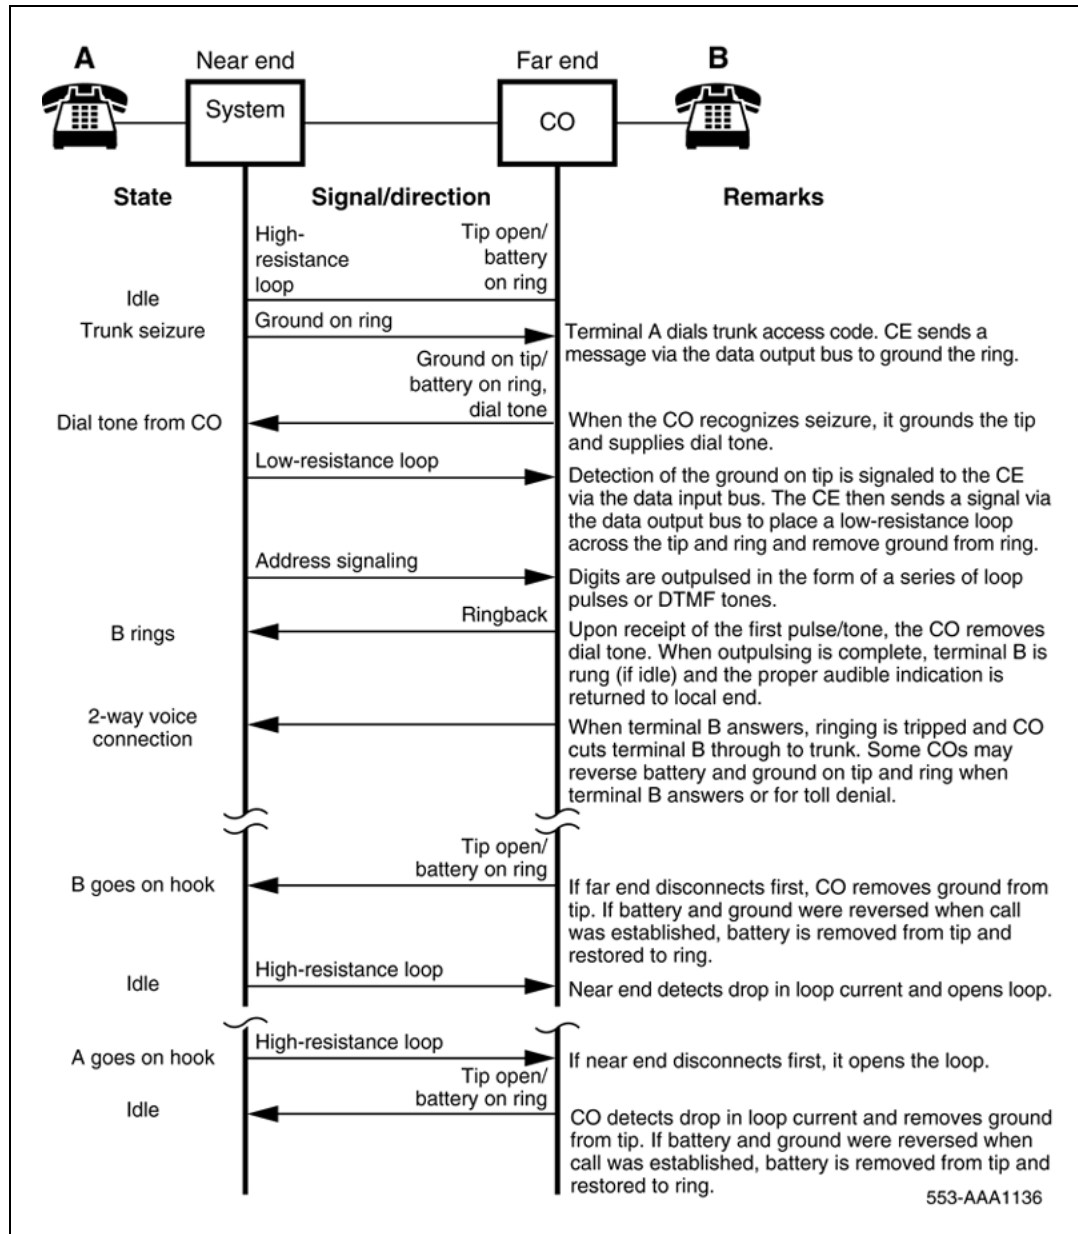 A
Near end
Far end
B
System
CO
State
Signal/direction
Remarks
High-
resistance
loop
Tip open/
battery
on ring
Idle
Trunk seizure
Ground on ring
Terminal A dials trunk access code. CE sends a
message via the data output bus to ground the ring.
Ground on tip/
battery on ring,
dial tone
Dial tone from CO
When the CO recognizes seizure, it grounds the tip
and supplies dial tone.
Low-resistance loop
Detection of the ground on tip is signaled to the CE
via the data input bus. The CE then sends a signal via
the data output bus to place a low-resistance loop
across the tip and ring and remove ground from ring.
Address signaling
Digits are outpulsed in the form of a series of loop
pulses or DTMF tones.
Ringback
B rings
Upon receipt of the first pulse/tone, the CO removes
dial tone. When outpulsing is complete, terminal B is
rung (if idle) and the proper audible indication is
returned to local end.
2-way voice
connection
When terminal B answers, ringing is tripped and CO
cuts terminal B through to trunk. Some COs may
reverse battery and ground on tip and ring when
terminal B answers or for toll denial.
Tip open/
battery on ring
B goes on hook
If far end disconnects first, CO removes ground from
tip. If battery and ground were reversed when call
was established, battery is removed from tip and
restored to ring.
Idle
High-resistance loop
Near end detects drop in loop current and opens loop.
High-resistance loop
A goes on hook
If near end disconnects first, it opens the loop.
Tip open/
battery on ring
Idle
CO detects drop in loop current and removes ground
from tip. If battery and ground were reversed when
call was established, battery is removed from tip and
restored to ring.
553-AAA1136